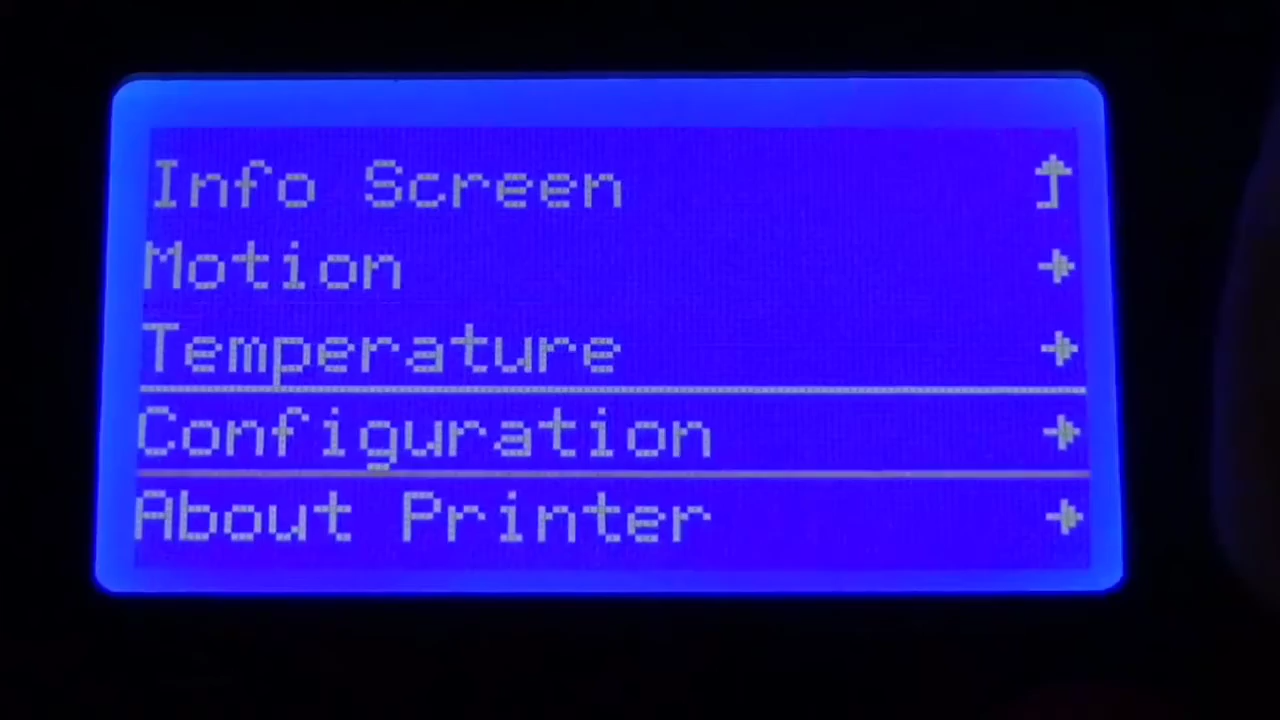 Info Screen
Motion
Temperature
Configuration
About Printer